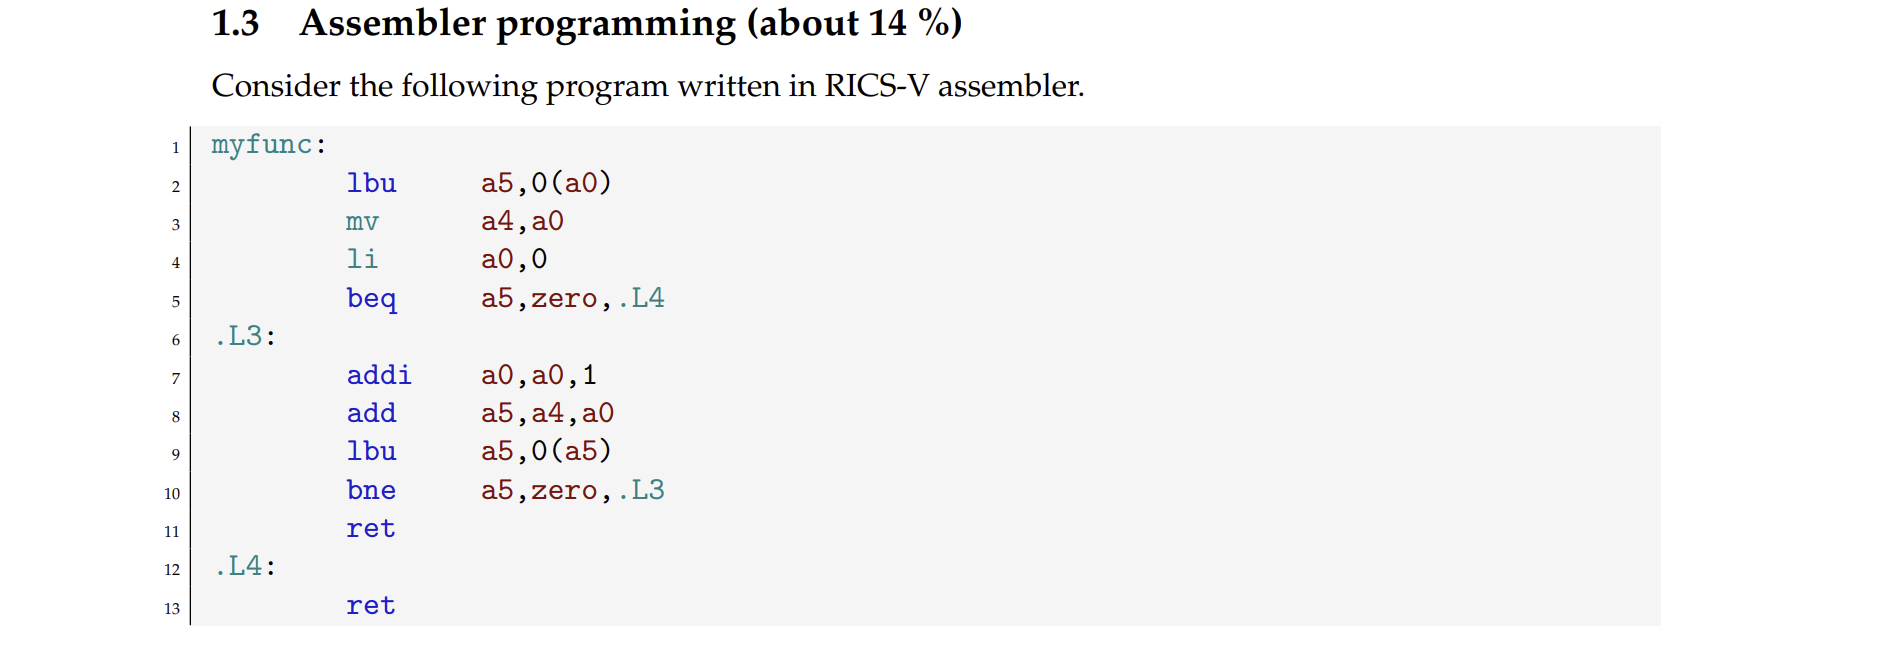 1.3 Assembler programming (about 14 %)
Consider the following program written in RICS-V assembler.
1 myfunc:
2 lbu a5,0(a0)
3 mv a4,a0
4 li a0,0
5 beq a5,zero,.L4
6 .L3:
7 addi a0,a0,1
8 add a5,a4,a0
9 lbu a5,0(a5)
10 bne a5,zero,.L3
11 ret
12 .L4:
13 ret